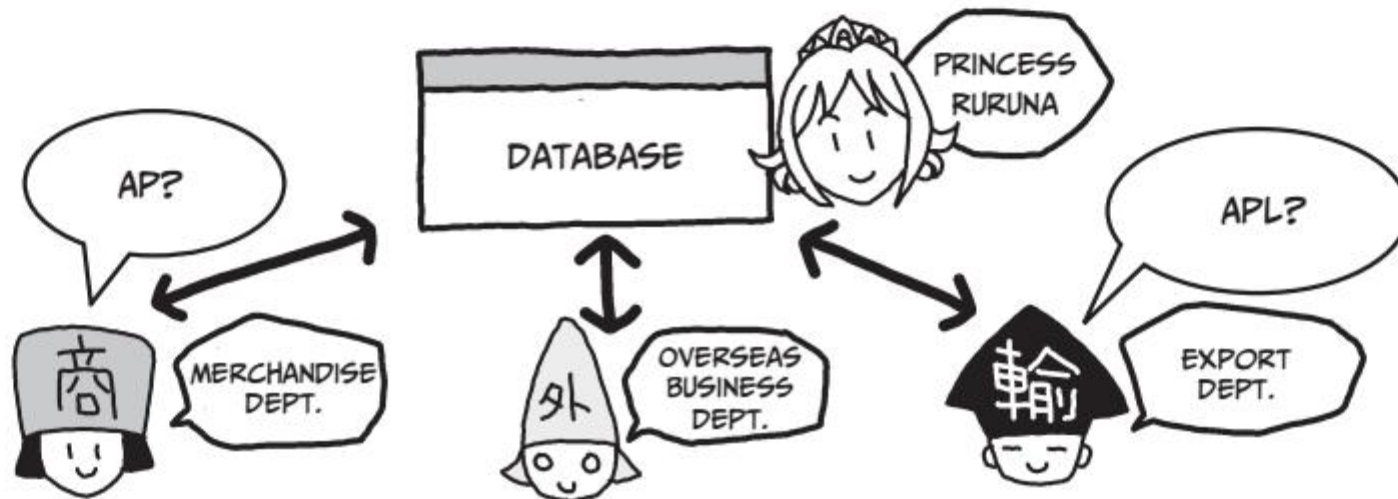 PRINCESS
RURUNA
DATABASE
AP?
APL?
商
MERCHANDISE
DEPT.
外
OVERSEAS
BUSINESS
DEPT.
輸
EXPORT
DEPT.